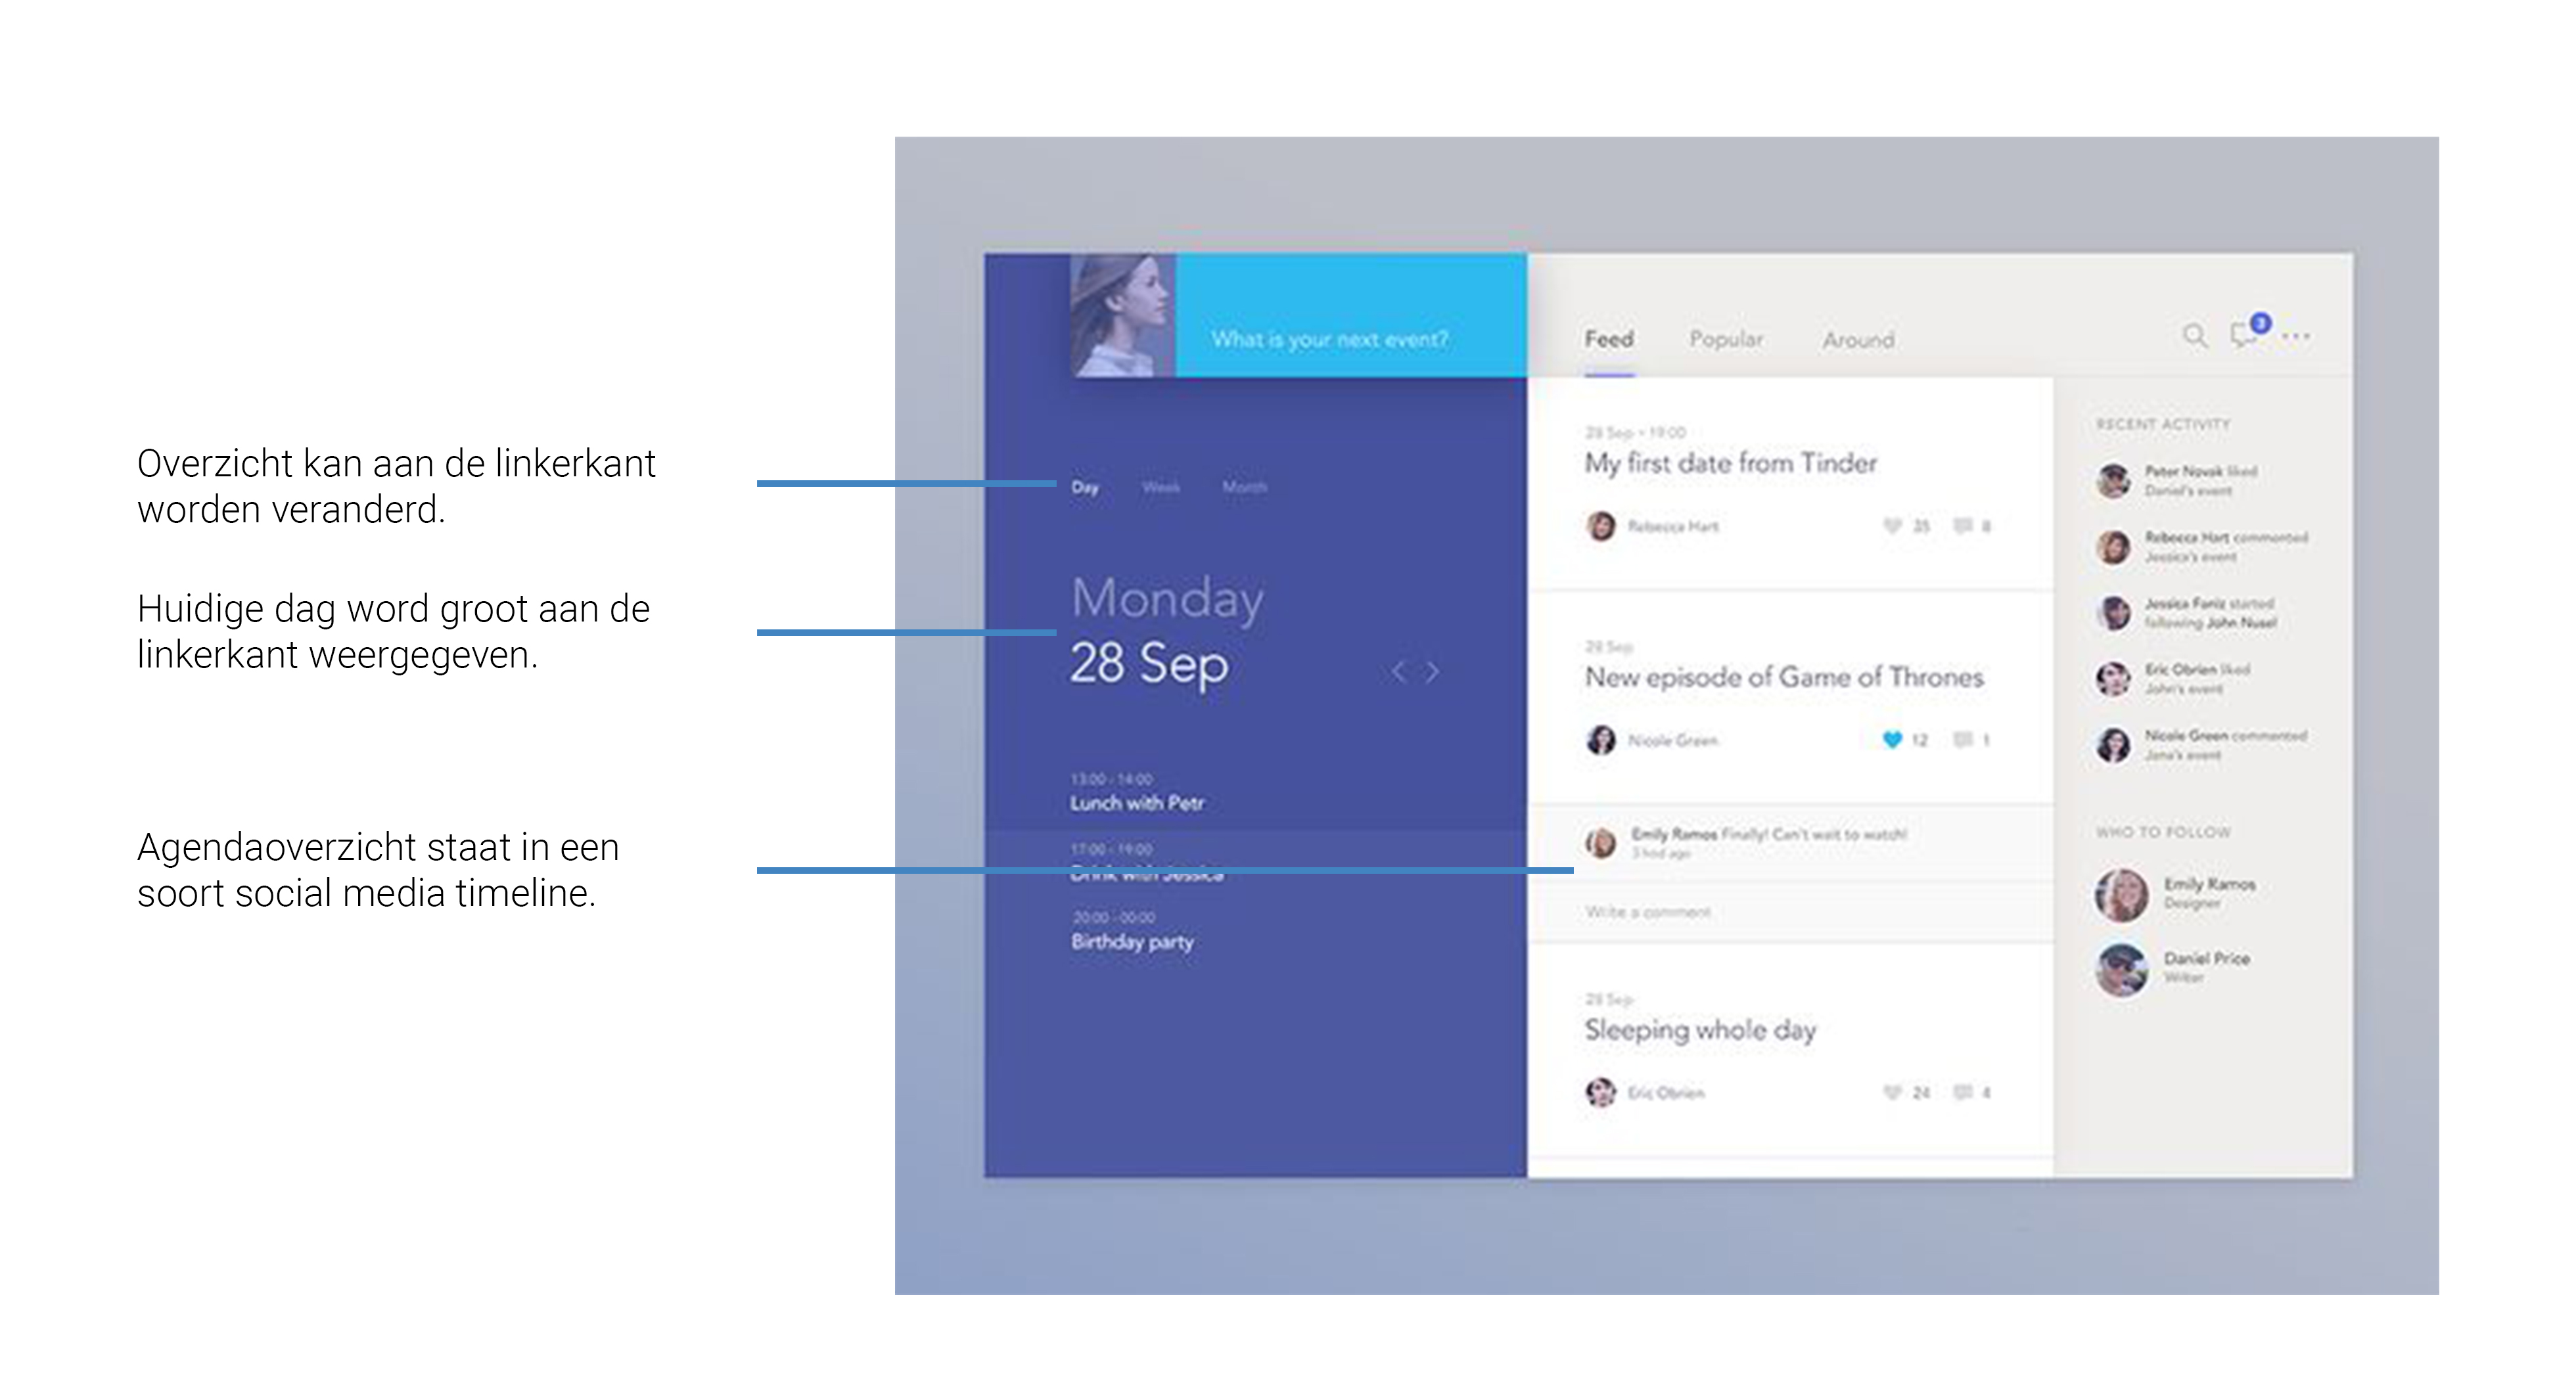 Overzicht kan aan de linkerkant
worden veranderd.
Huidige dag word groot aan de
linkerkant weergegeven.
Agendaoverzicht staat in een
soort social media timeline.
What is your next event?
Day Week Month
Monday
28 Sep
13:00 - 14:00
Lunch with Petr
17:00 - 19:00
Drink with Jessica
20:00 - 00:00
Birthday party
Feed Popular Around
3
28 Sep • 19:00
My first date from Tinder
Rebecca Hart 35 8
28 Sep
New episode of Game of Thrones
Nicole Green 12 1
Emily Ramos Finally! Can't wait to watch!
ago
Write a comment
28 Sep
Sleeping whole day
Eric Obrien 24 4
RECENT ACTIVITY
Peter Novak liked
Daniel's event
Rebecca Hart commented
Jessica's event
Jessica started
following John
Eric Obrien liked
John's event
Nicole Green commented
Jana's event
WHO TO FOLLOW
Emily Ramos
Designer
Daniel Price
Writer